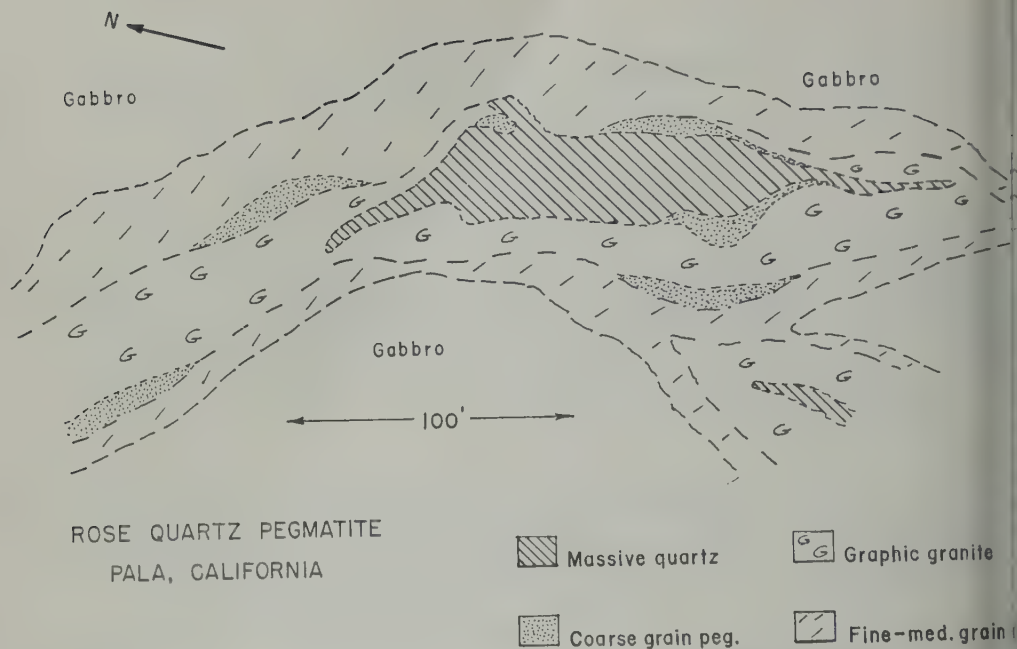 N
Gabbro
Gabbro
G G
G G
G G G G G G G
G G G
G G G
G G G
G G
Gabbro
G
100'
ROSE QUARTZ PEGMATITE
PALA, CALIFORNIA
Massive quartz
G G Graphic granite
Coarse grain peg.
Fine-med. grain